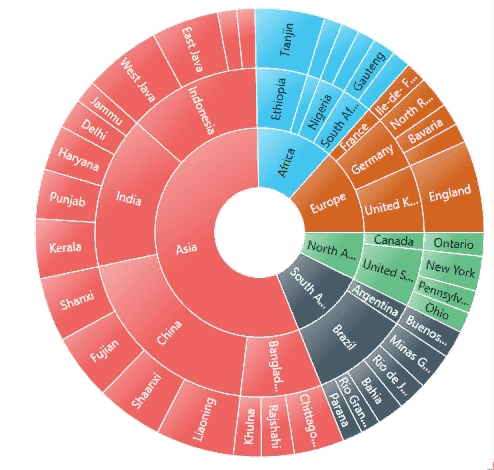 Tianjin
Gauteng
Ile-de- F...
North R...
Bavaria
England
Ontario
New York
Pennsylv...
Ohio
Buenos...
Minas G...
Rio de J...
Bahia
Rio Gran...
Parana
Chittago...
Rajshahi
Khulna
Liaoning
Shaanxi
Fujian
Shanxi
Kerala
Punjab
Haryana
Delhi
Jammu
West Java
East Java
Ethiopia
Nigeria
South Af...
France
Germany
United K...
Canada
United S...
Argentina
Brazil
Banglad...
China
India
Indonesia
Africa
Europe
North A...
South A...
Asia